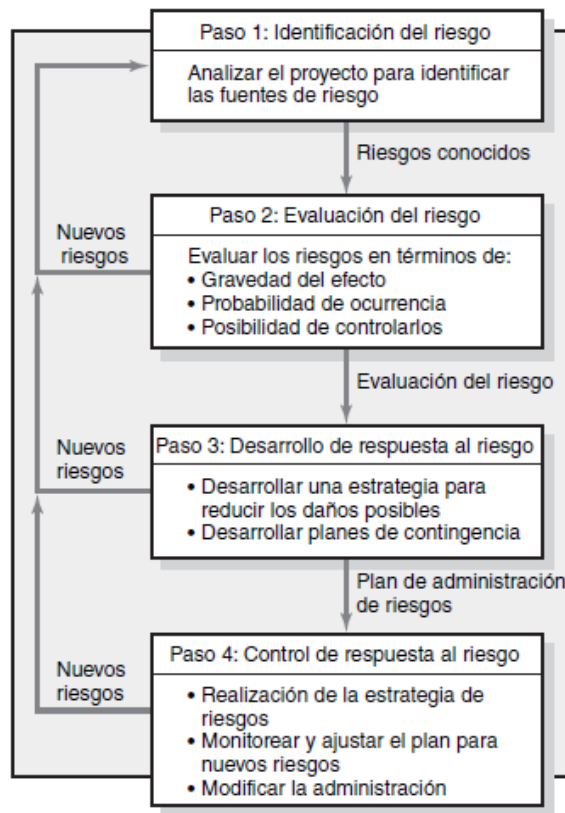 Paso 1: Identificación del riesgo
Analizar el proyecto para identificar
las fuentes de riesgo
Riesgos conocidos
Paso 2: Evaluación del riesgo
Nuevos
riesgos
Evaluar los riesgos en términos de:
• Gravedad del efecto
• Probabilidad de ocurrencia
• Posibilidad de controlarlos
Evaluación del riesgo
Nuevos
riesgos
Paso 3: Desarrollo de respuesta al riesgo
• Desarrollar una estrategia para
reducir los daños posibles
• Desarrollar planes de contingencia
Plan de administración
de riesgos
Paso 4: Control de respuesta al riesgo
Nuevos
riesgos
• Realización de la estrategia de
riesgos
• Monitorear y ajustar el plan para
nuevos riesgos
• Modificar la administración